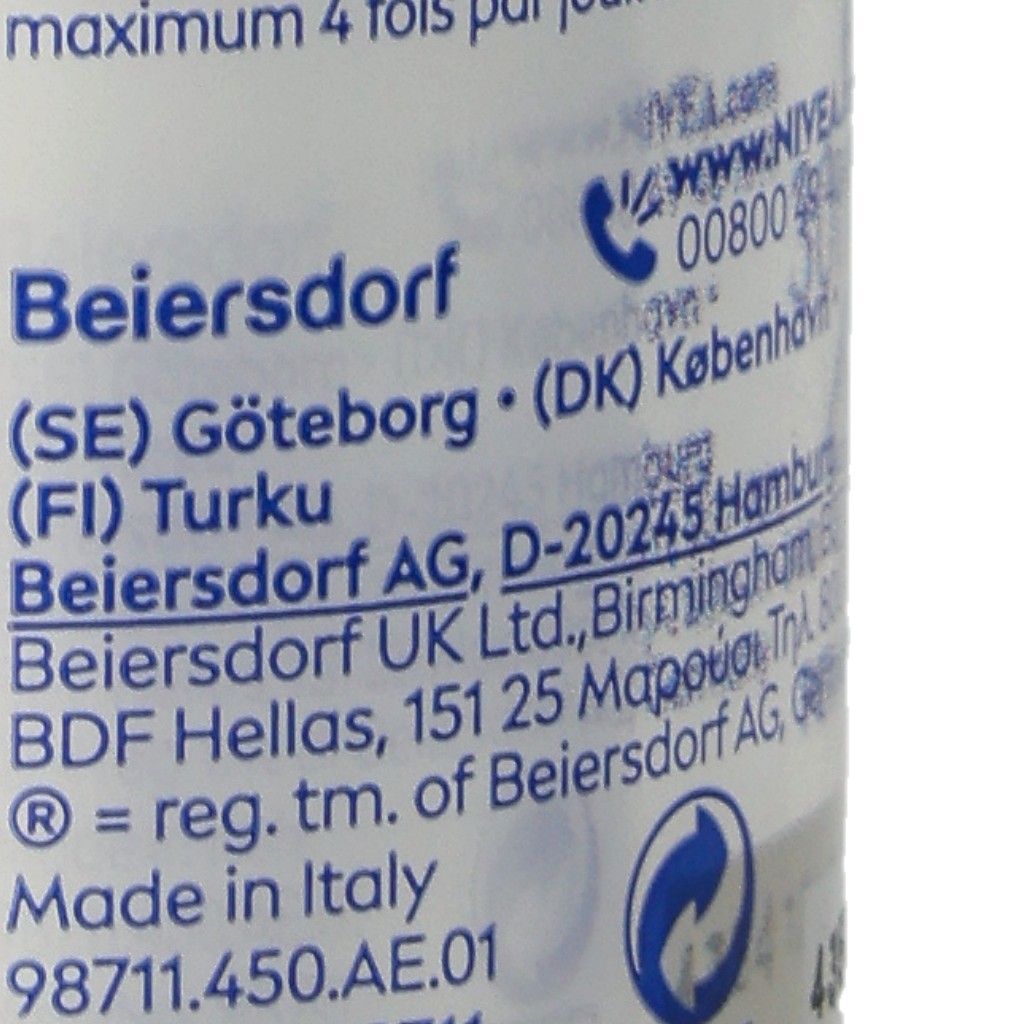 maximum 4 fois par
www.NIVEA
00800
Beiersdorf
(SE) Göteborg • (DK) København
(FI) Turku
Beiersdorf AG, D-20245 Hamburg
Beiersdorf UK Ltd., Birmingham
BDF Hellas, 151 25 Μαρούσι, Τηλ.
® = reg. tm. of Beiersdorf AG,
Made in Italy
98711.450.AE.01